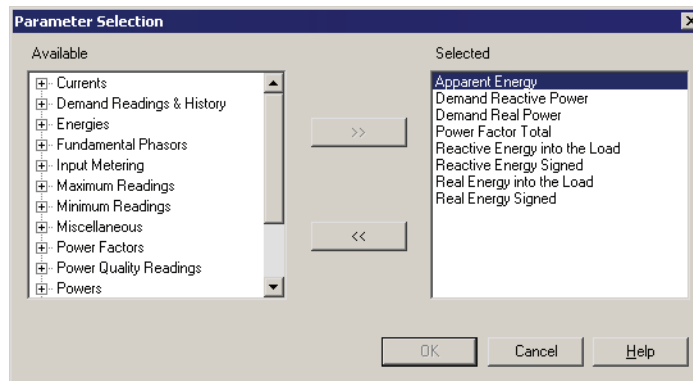 Parameter Selection
Available
Currents
Demand Readings & History
Energies
Fundamental Phasors
Input Metering
Maximum Readings
Minimum Readings
Miscellaneous
Power Factors
Power Quality Readings
Powers
>>
<<
Selected
Apparent Energy
Demand Reactive Power
Demand Real Power
Power Factor Total
Reactive Energy into the Load
Reactive Energy Signed
Real Energy into the Load
Real Energy Signed
OK
Cancel
Help